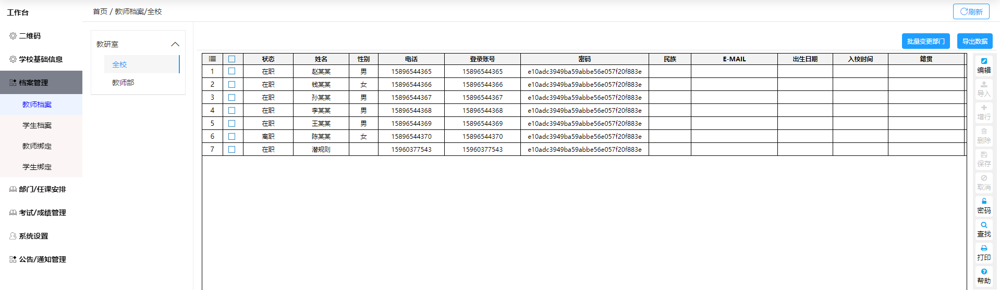 工作台
首页 / 教师档案/全校
刷新
二维码
学校基础信息
档案管理
教师档案
学生档案
教师绑定
学生绑定
部门/任课安排
考试/成绩管理
系统设置
公告/通知管理
教研室
全校
教师部
批量变更部门 导出数据
状态 姓名 性别 电话 登录账号 密码 民族 E-MAIL 出生日期 入校时间 籍贯
1 在职 赵某某 男 15896544365 15896544365 e10adc3949ba59abbe56e057f20f883e
2 在职 钱某某 女 15896544366 15896544366 e10adc3949ba59abbe56e057f20f883e
3 在职 孙某某 男 15896544367 15896544367 e10adc3949ba59abbe56e057f20f883e
4 在职 李某某 男 15896544368 15896544368 e10adc3949ba59abbe56e057f20f883e
5 在职 王某某 男 15896544369 15896544369 e10adc3949ba59abbe56e057f20f883e
6 离职 陈某某 女 15896544370 15896544370 e10adc3949ba59abbe56e057f20f883e
7 在职 潜规则 15960377543 15960377543 e10adc3949ba59abbe56e057f20f883e
编辑
导入
增行
删除
保存
取消
密码
查找
打印
帮助